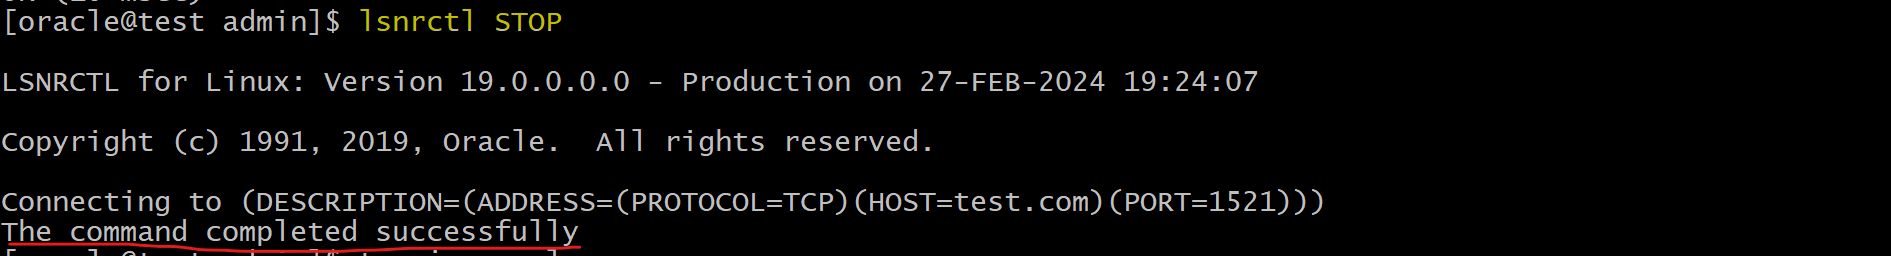 [oracle@test admin]$ lsnrctl STOP
LSNRCTL for Linux: Version 19.0.0.0.0 - Production on 27-FEB-2024 19:24:07
Copyright (c) 1991, 2019, Oracle.  All rights reserved.
Connecting to (DESCRIPTION=(ADDRESS=(PROTOCOL=TCP)(HOST=test.com)(PORT=1521)))
The command completed successfully